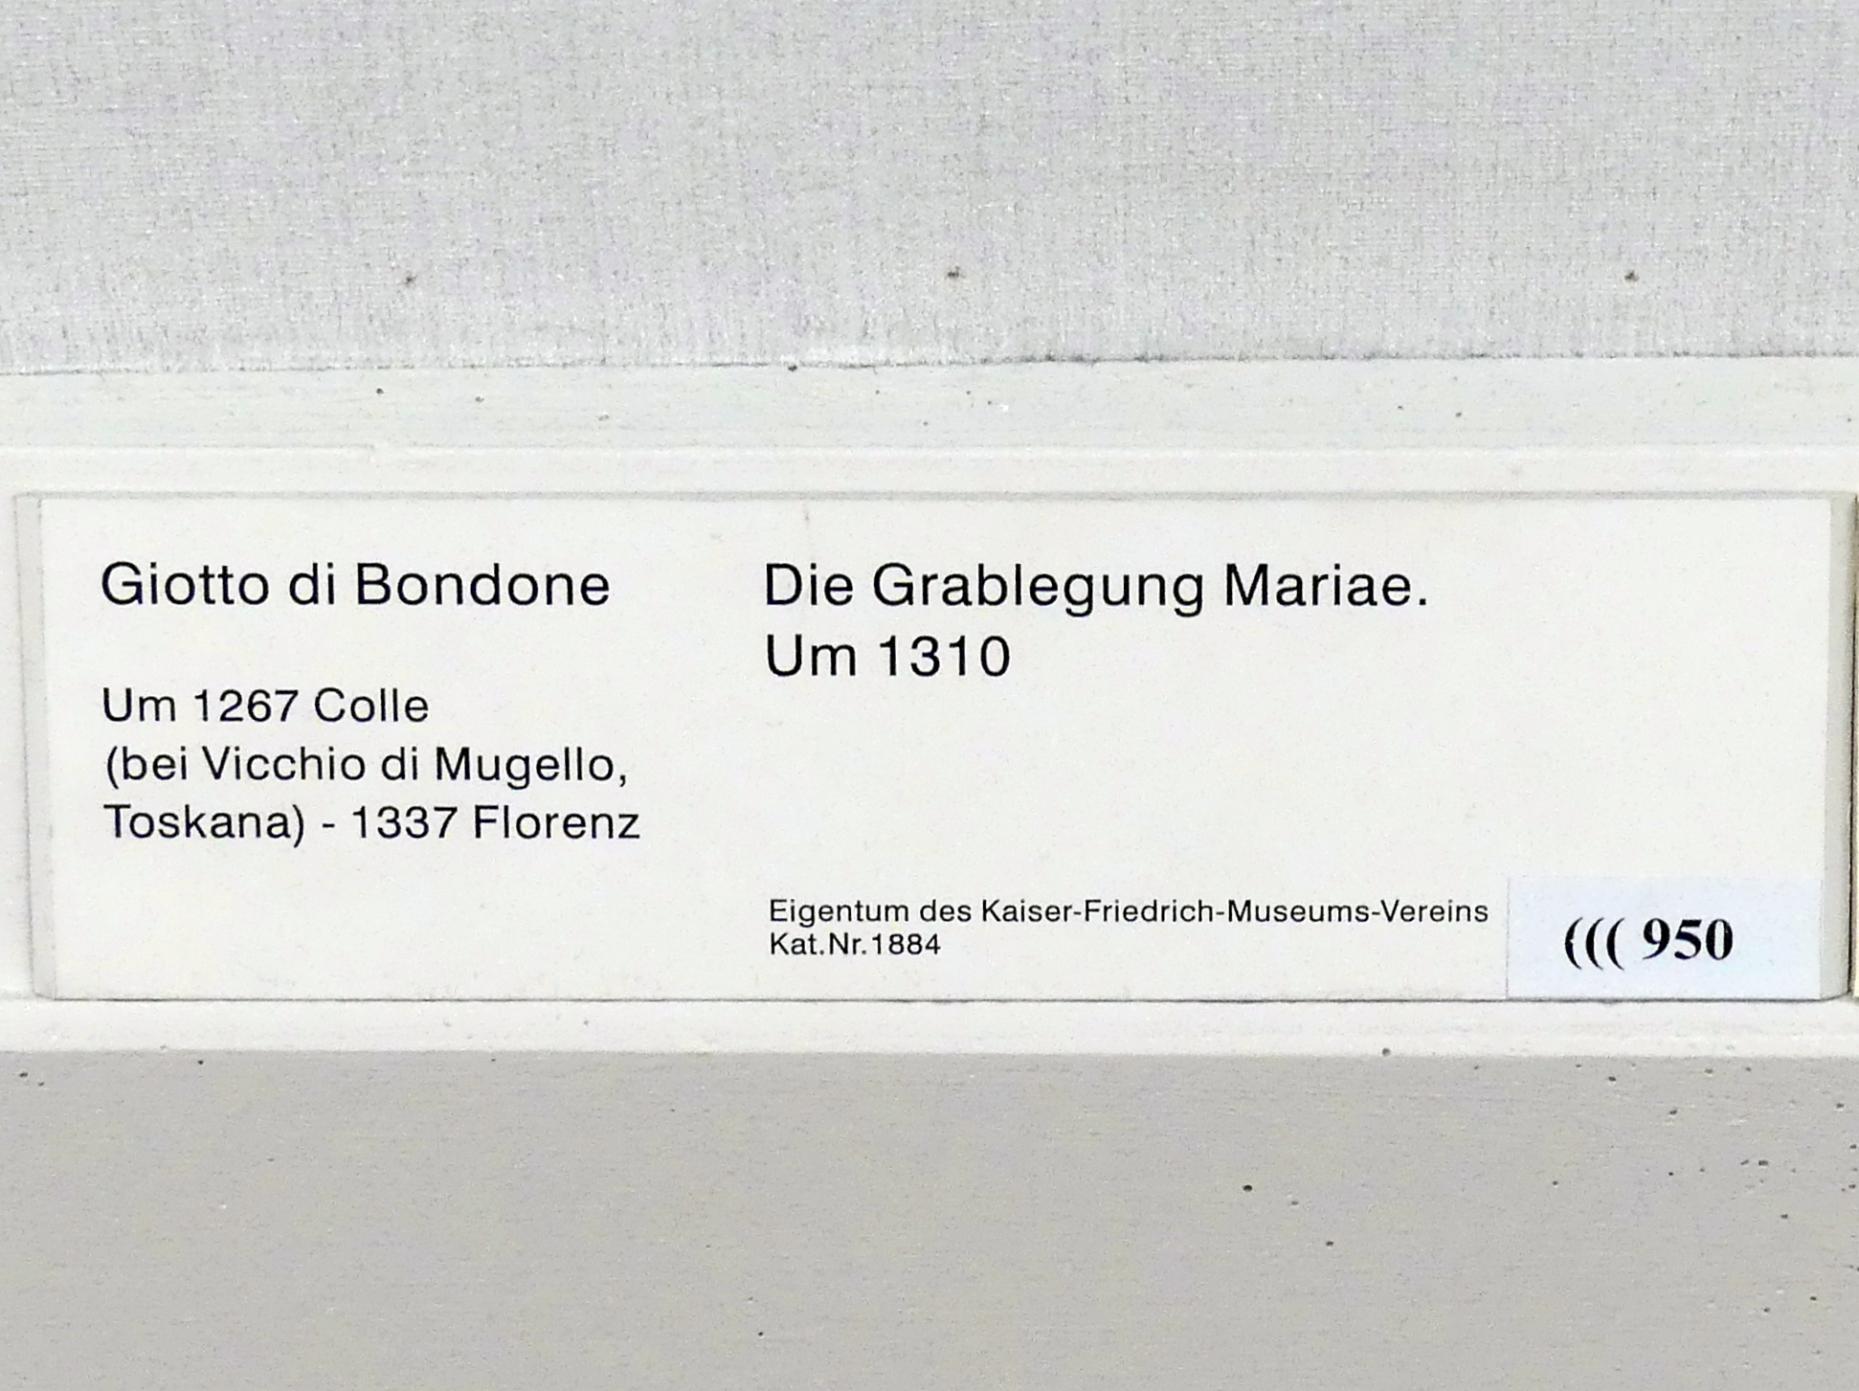 Giotto di Bondone
Um 1267 Colle
(bei Vicchio di Mugello,
Toskana) - 1337 Florenz
Die Grablegung Mariae.
Um 1310
Eigentum des Kaiser-Friedrich-Museums-Vereins
Kat.Nr.1884
((( 950